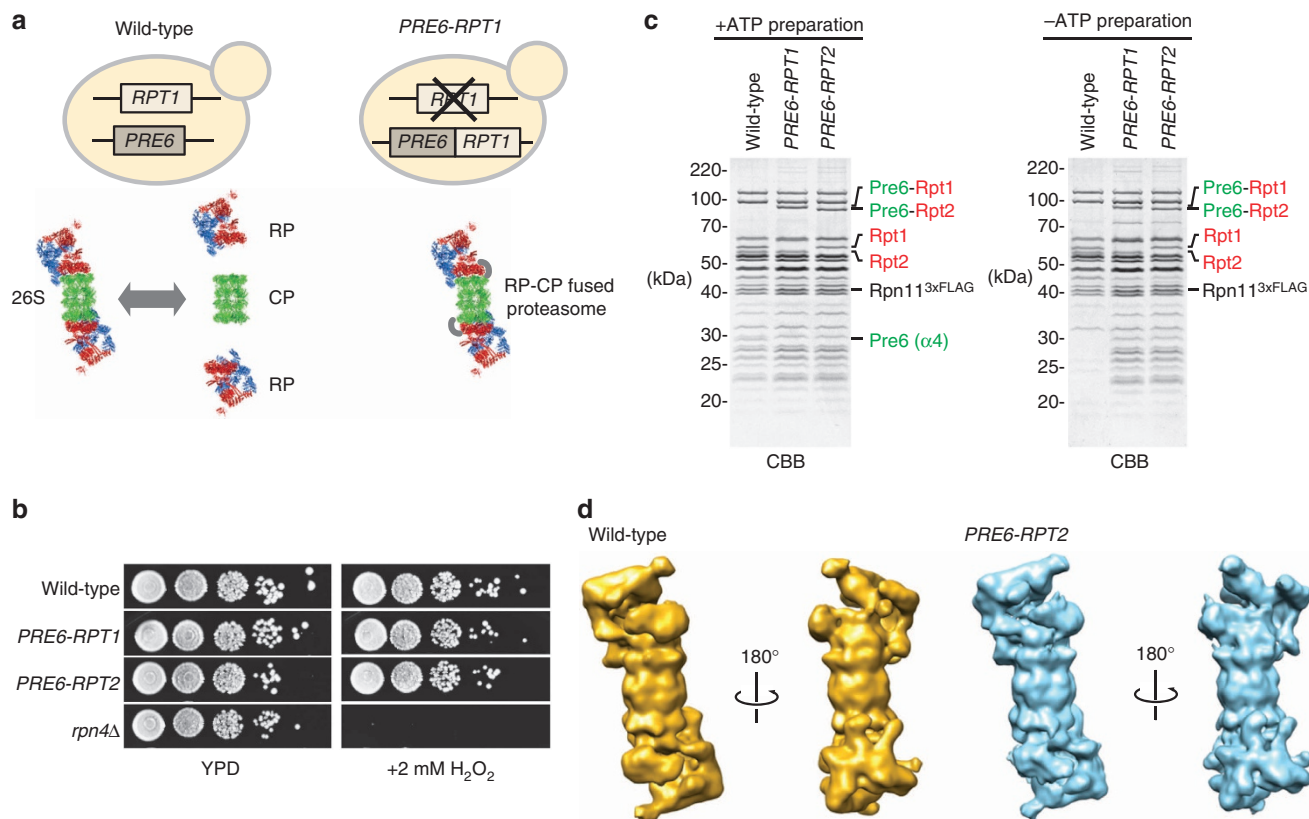 a
Wild-type
PRE6-RPT1
RPT1
PRE6
RPT1
PRE6 RPT1
RP
26S
CP
RP
RP-CP fused
proteasome
b
Wild-type
PRE6-RPT1
PRE6-RPT2
rpn4Δ
YPD
+2 mM H₂O₂
c
+ATP preparation
Wild-type
PRE6-RPT1
PRE6-RPT2
220-
100-
70-
50-
(kDa)
40-
30-
25-
20-
Pre6-Rpt1
Pre6-Rpt2
Rpt1
Rpt2
Rpn11³ˣᶠᴸᴬᴳ
Pre6 (α4)
CBB
–ATP preparation
Wild-type
PRE6-RPT1
PRE6-RPT2
220-
100-
70-
50-
(kDa)
40-
30-
25-
20-
Pre6-Rpt1
Pre6-Rpt2
Rpt1
Rpt2
Rpn11³ˣᶠᴸᴬᴳ
CBB
d
Wild-type
180°
PRE6-RPT2
180°